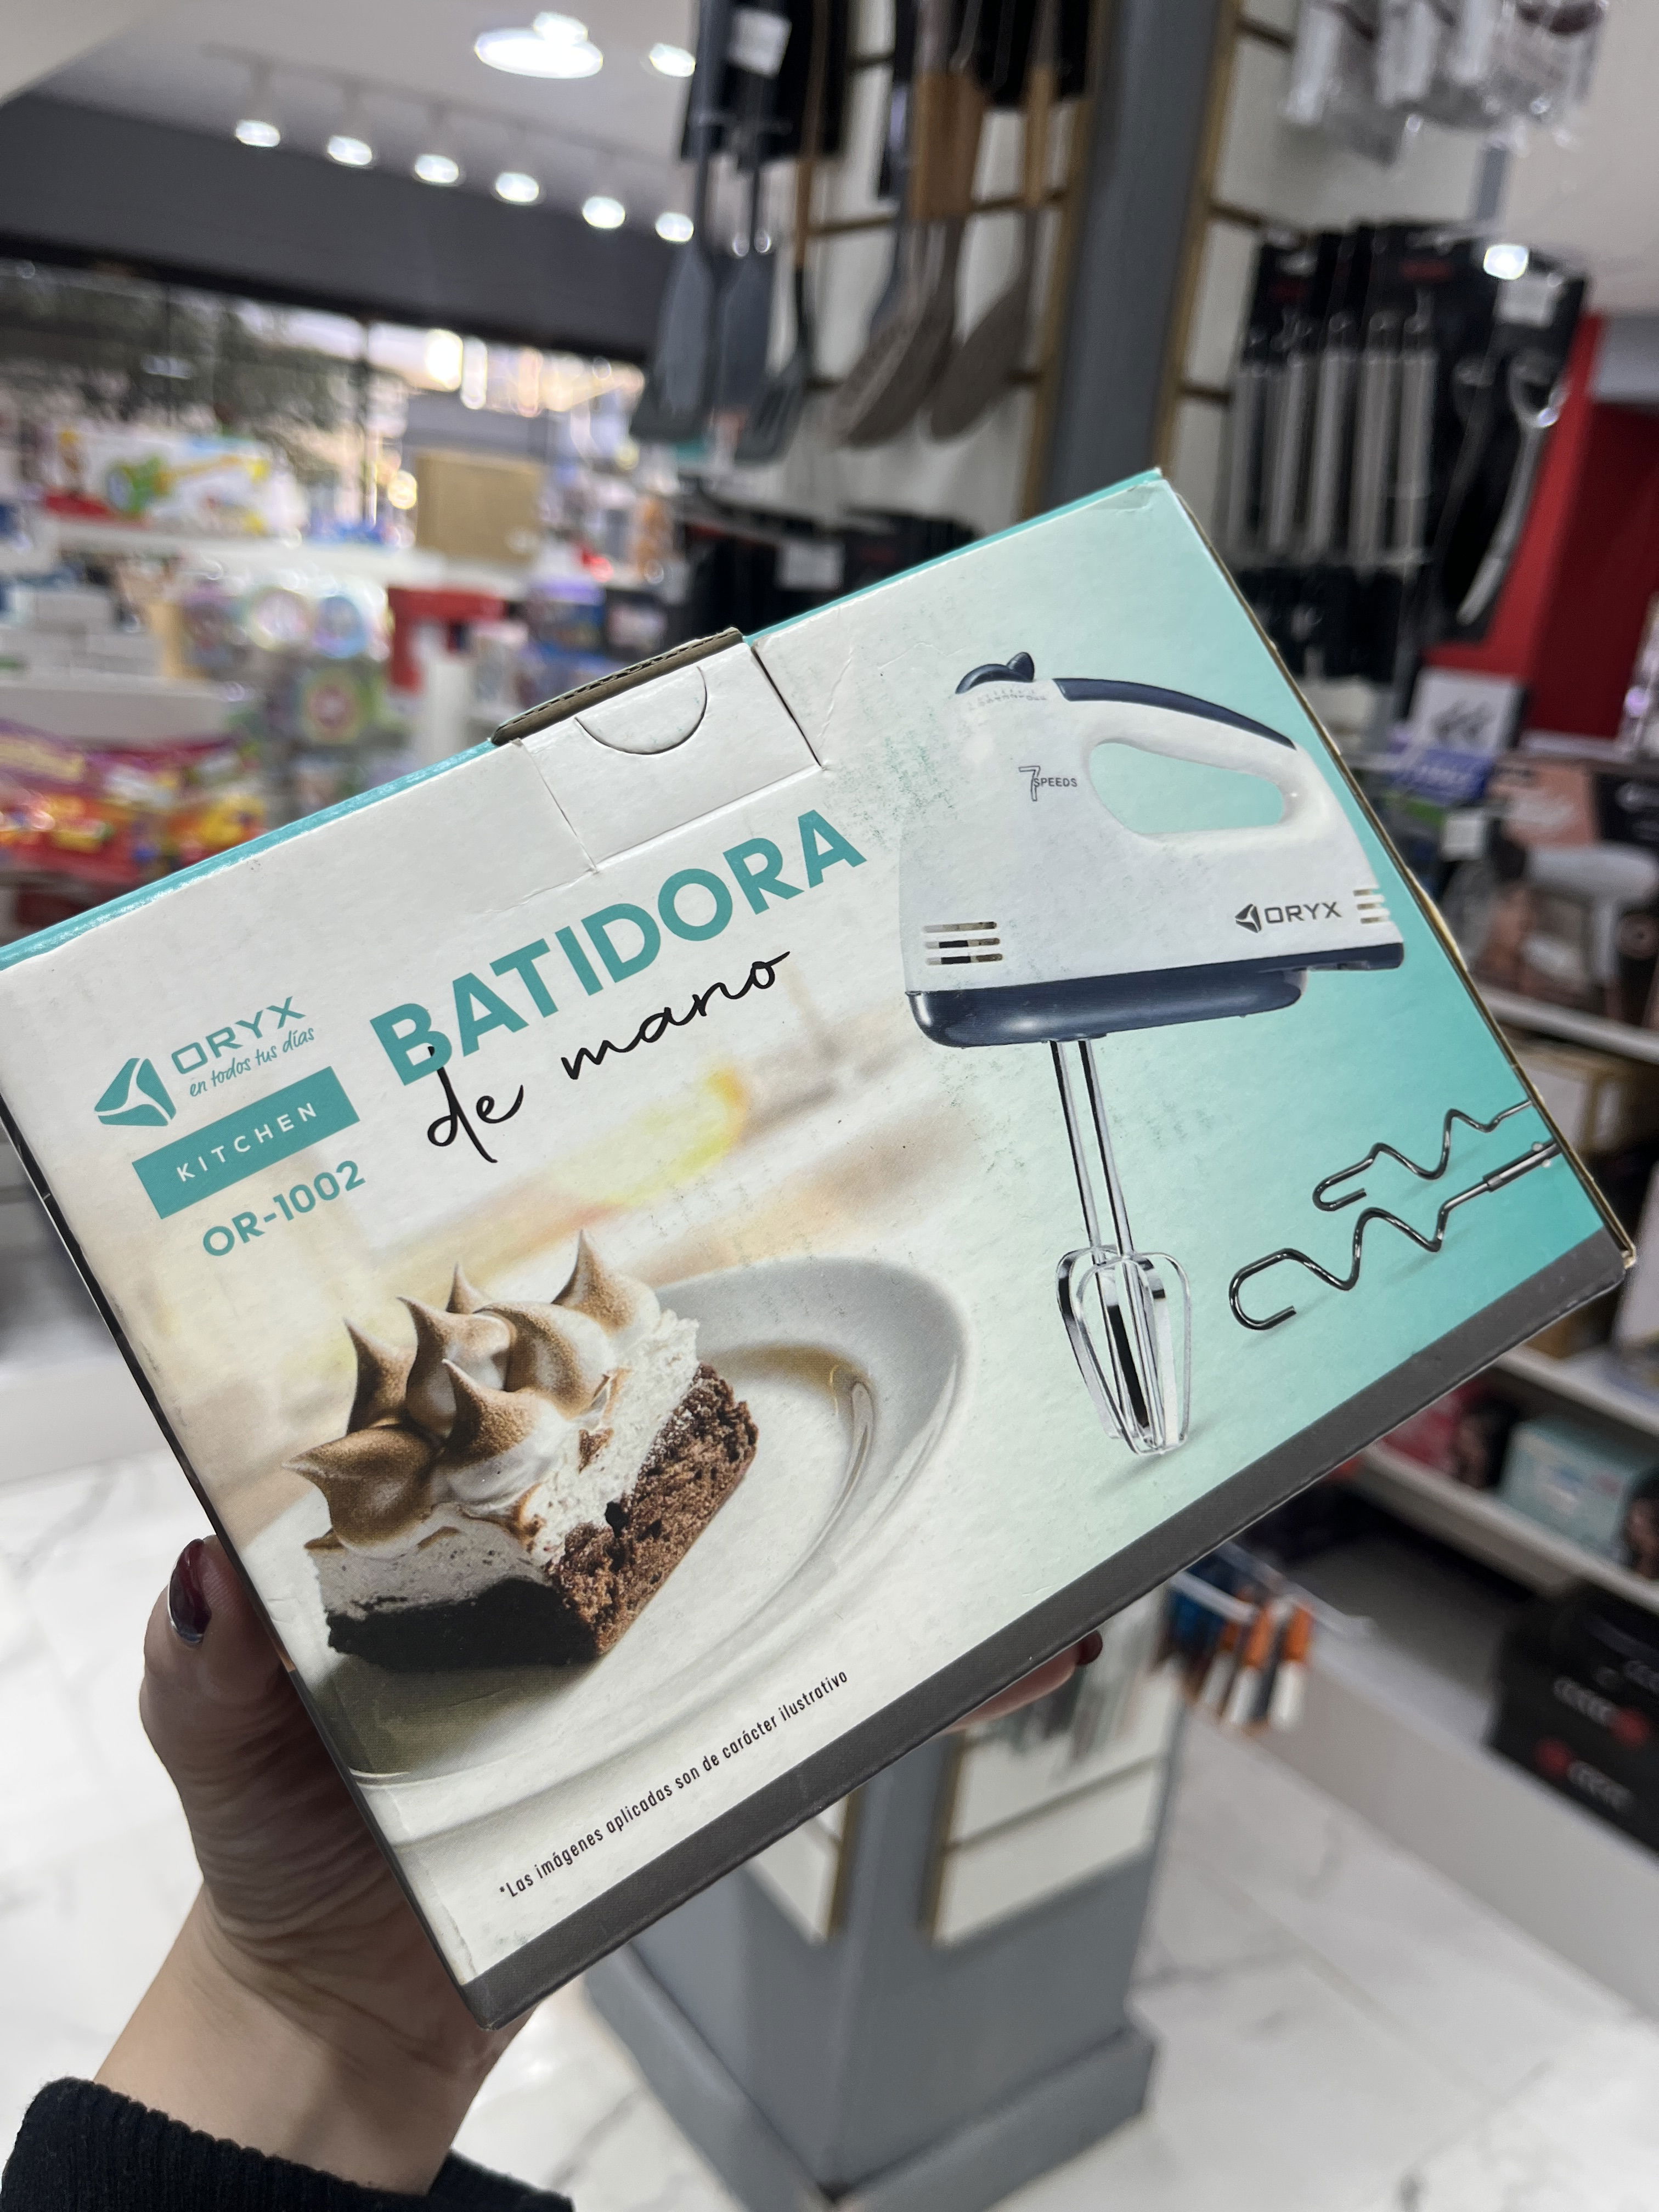 BATIDORA
de mano
ORYX
en todos tus días
KITCHEN
OR-1002
7 SPEEDS
ORYX
*Las imágenes aplicadas son de carácter ilustrativo